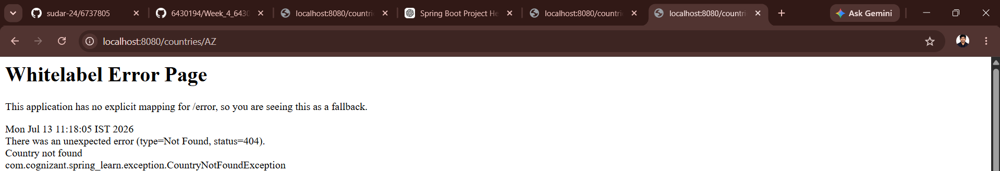 sudar-24/6737805
6430194/Week_4_6430
localhost:8080/countri
Spring Boot Project He
localhost:8080/countri
localhost:8080/countri
Ask Gemini
localhost:8080/countries/AZ
Whitelabel Error Page
This application has no explicit mapping for /error, so you are seeing this as a fallback.
Mon Jul 13 11:18:05 IST 2026
There was an unexpected error (type=Not Found, status=404).
Country not found
com.cognizant.spring_learn.exception.CountryNotFoundException